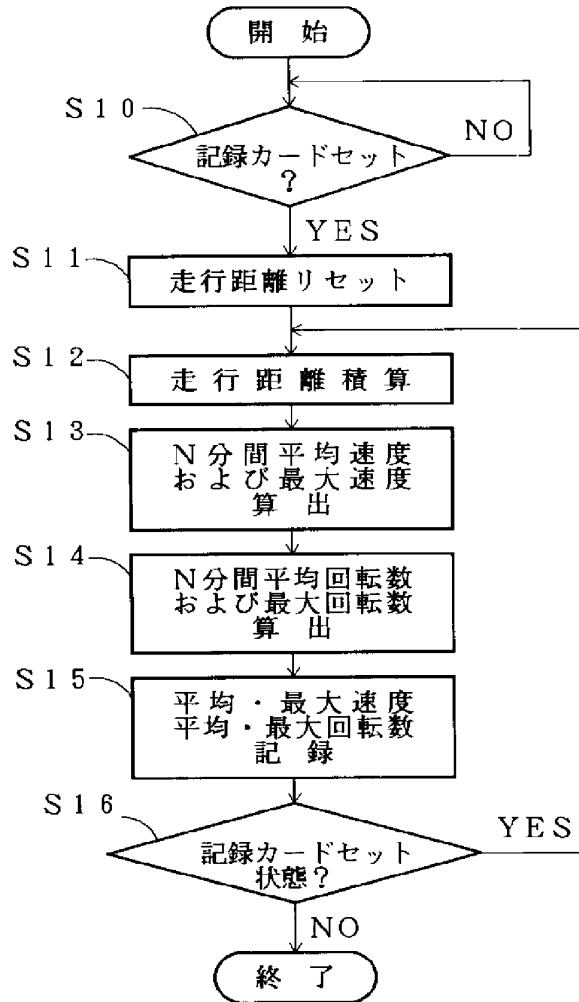 開始
S10
NO
記録カードセット
?
YES
S11
走行距離リセット
S12
走行距離積算
S13
N分間平均速度
および最大速度
算出
S14
N分間平均回転数
および最大回転数
算出
S15
平均・最大速度
平均・最大回転数
記録
S16
YES
記録カードセット
状態?
NO
終了